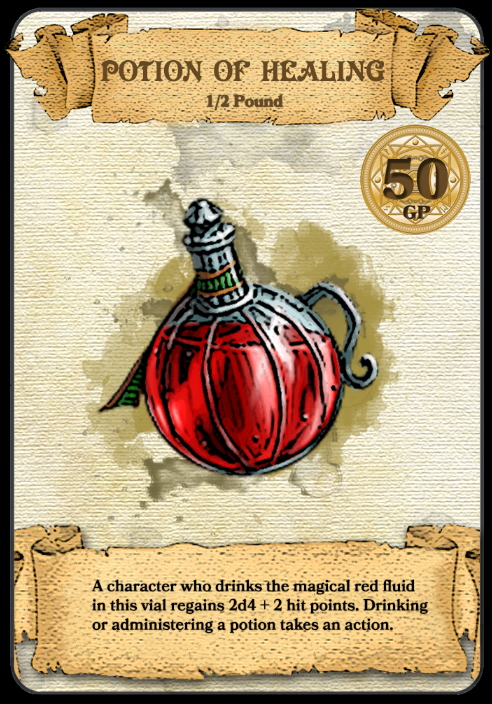 POTION OF HEALING
1/2 Pound
50
GP
A character who drinks the magical red fluid
in this vial regains 2d4 + 2 hit points. Drinking
or administering a potion takes an action.